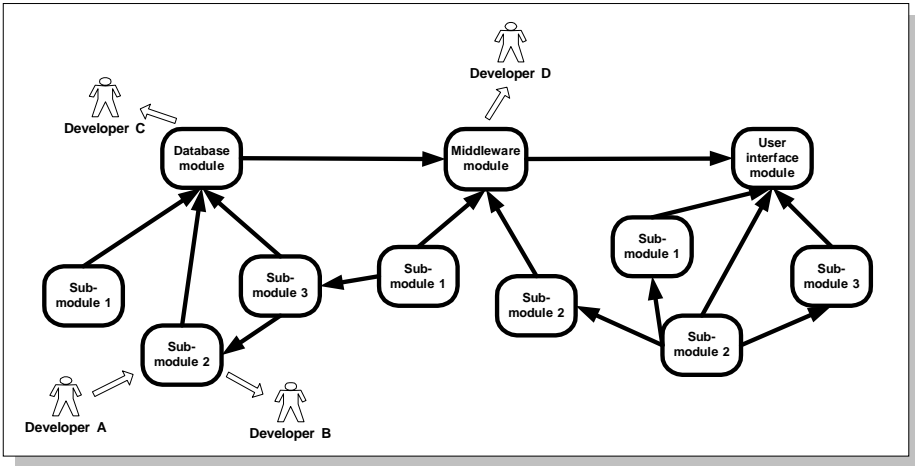 Developer D
Developer C
Database
module
Middleware
module
User
interface
module
Sub-
module 1
Sub-
module 2
Sub-
module 3
Sub-
module 1
Sub-
module 2
Sub-
module 1
Sub-
module 2
Sub-
module 3
Developer A
Developer B